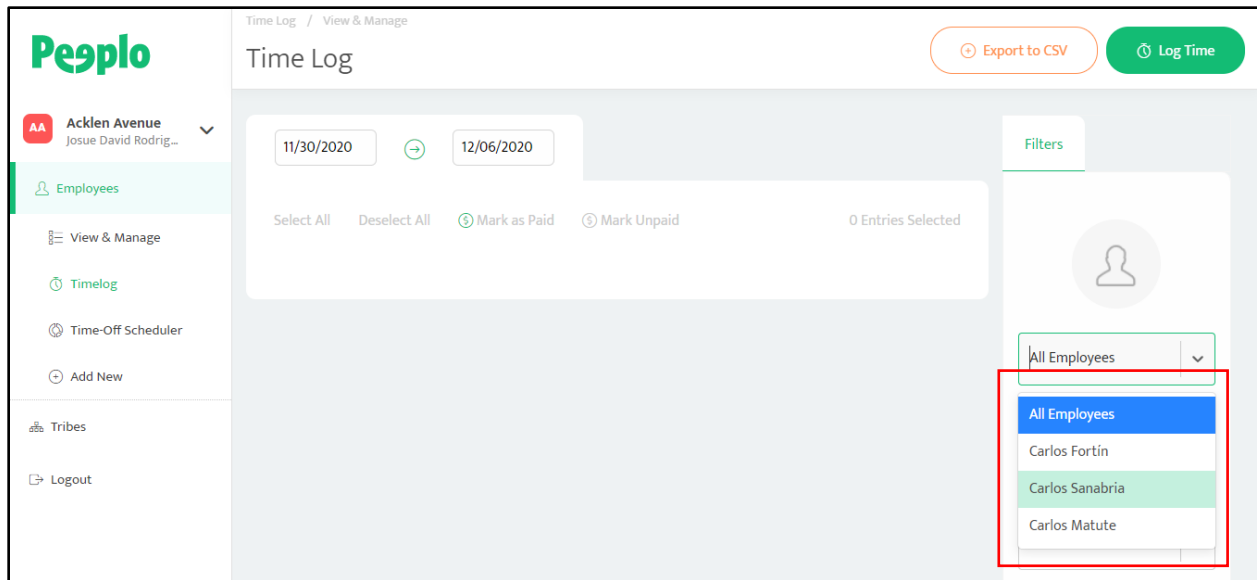 Peeplo
AA
Acklen Avenue
Josue David Rodrig...
Employees
View & Manage
Timelog
Time-Off Scheduler
Add New
Tribes
Logout
Time Log / View & Manage
Time Log
Export to CSV
Log Time
11/30/2020
12/06/2020
Select All Deselect All Mark as Paid Mark Unpaid 0 Entries Selected
Filters
All Employees
All Employees
Carlos Fortín
Carlos Sanabria
Carlos Matute